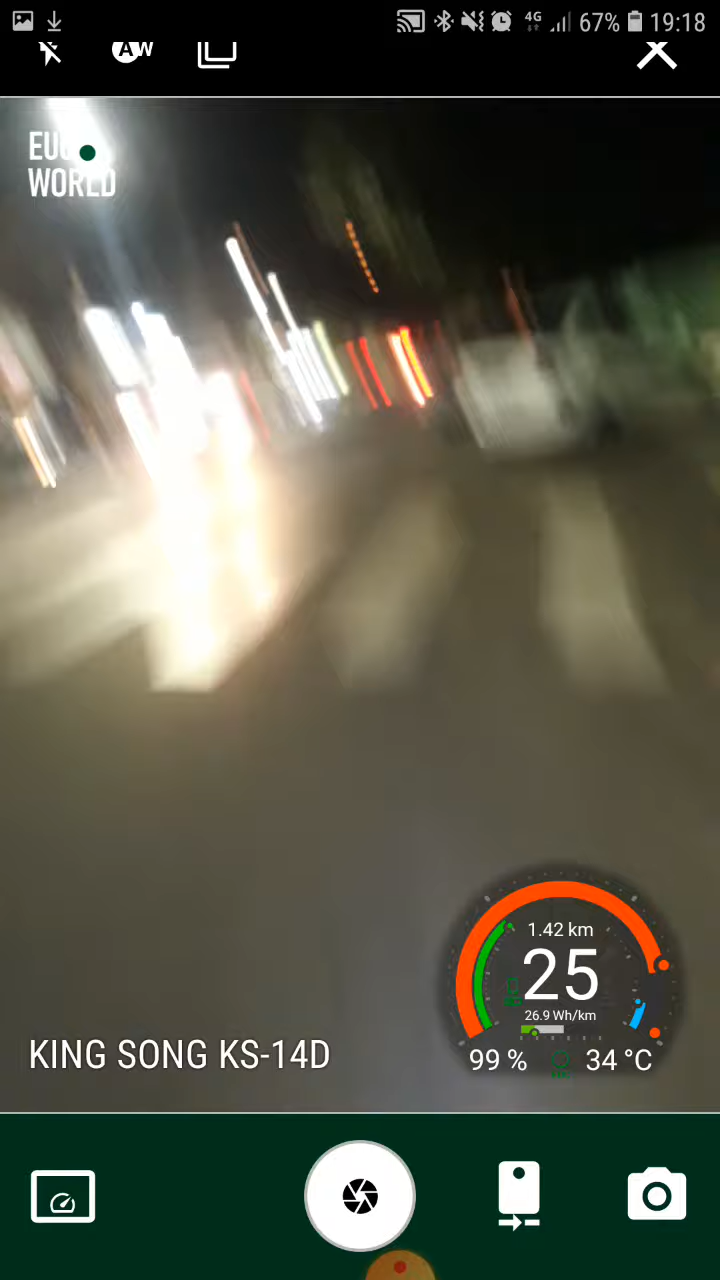 4G 67% 19:18
AW
EUC
WORLD
1.42 km
25
26.9 Wh/km
99 % 34 °C
KING SONG KS-14D